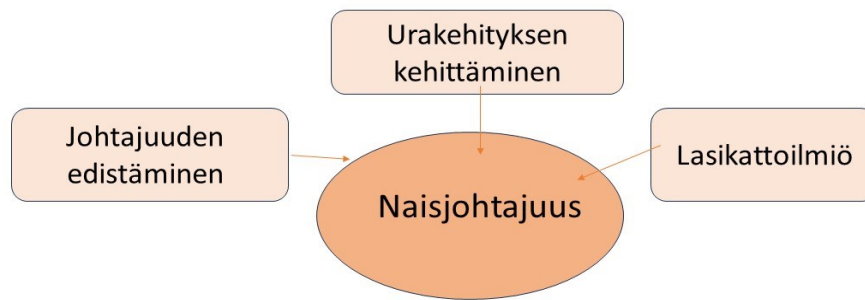 Urakehityksen
kehittäminen
Johtajuuden
edistäminen
Lasikattoilmiö
Naisjohtajuus